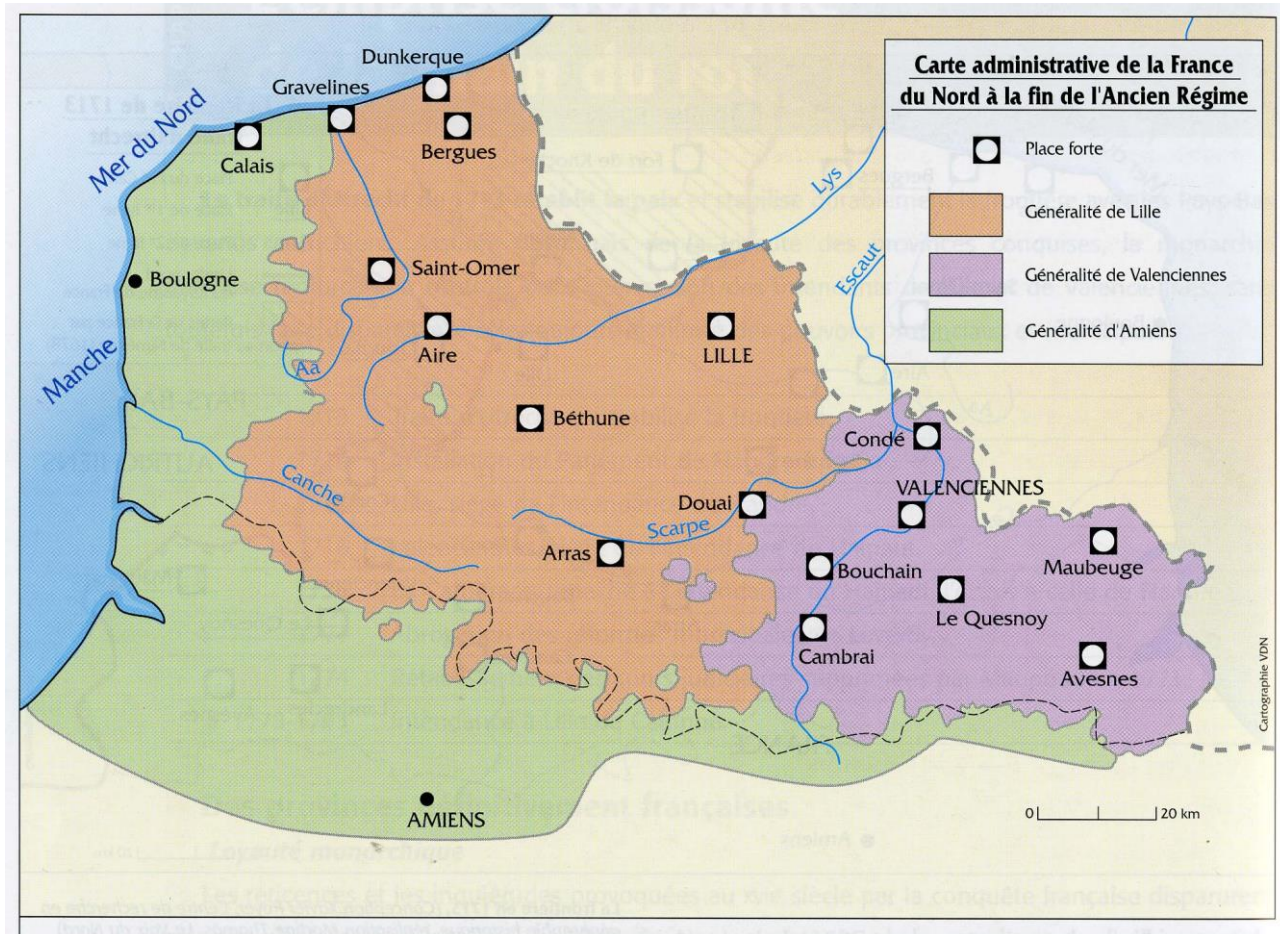 Carte administrative de la France
du Nord à la fin de l'Ancien Régime
Place forte
Généralité de Lille
Généralité de Valenciennes
Généralité d'Amiens
Mer du Nord
Manche
Dunkerque
Gravelines
Calais
Bergues
Boulogne
Saint-Omer
Aire
Aa
Lys
Escaut
LILLE
Béthune
Canche
Condé
VALENCIENNES
Douai
Scarpe
Arras
Bouchain
Maubeuge
Le Quesnoy
Cambrai
Avesnes
AMIENS
0 20 km
Cartographie VDN